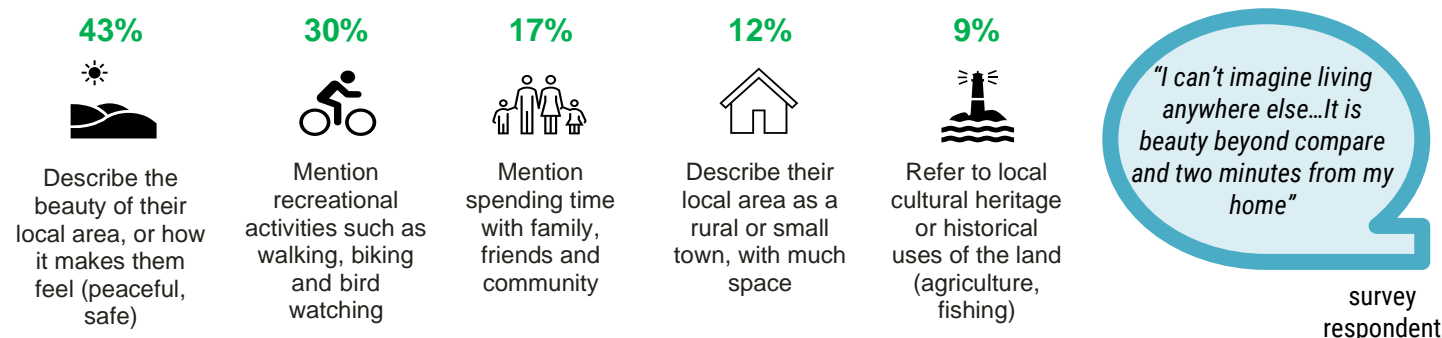 43%
Describe the
beauty of their
local area, or how
it makes them
feel (peaceful,
safe)
30%
Mention
recreational
activities such as
walking, biking
and bird
watching
17%
Mention
spending time
with family,
friends and
community
12%
Describe their
local area as a
rural or small
town, with much
space
9%
Refer to local
cultural heritage
or historical
uses of the land
(agriculture,
fishing)
“I can’t imagine living
anywhere else…It is
beauty beyond compare
and two minutes from my
home”
survey
respondent